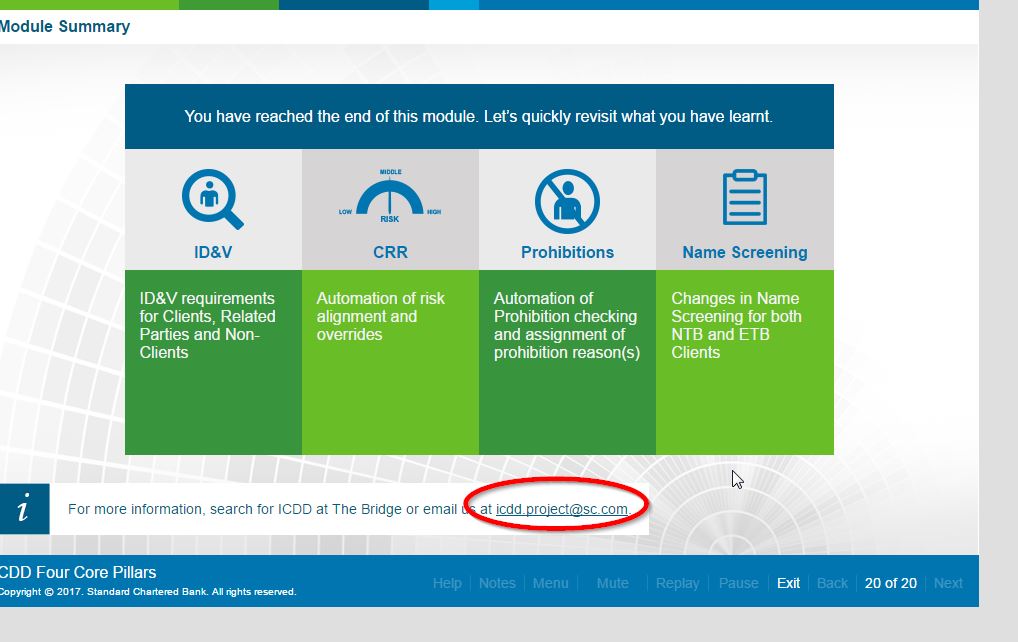 Module Summary
You have reached the end of this module. Let's quickly revisit what you have learnt.
ID&V
LOW
MIDDLE
HIGH
RISK
CRR
Prohibitions
Name Screening
ID&V requirements
for Clients, Related
Parties and Non-
Clients
Automation of risk
alignment and
overrides
Automation of
Prohibition checking
and assignment of
prohibition reason(s)
Changes in Name
Screening for both
NTB and ETB
Clients
i
For more information, search for ICDD at The Bridge or email us at icdd.project@sc.com.
CDD Four Core Pillars
Copyright © 2017. Standard Chartered Bank. All rights reserved.
Help Notes Menu Mute Replay Pause Exit Back 20 of 20 Next